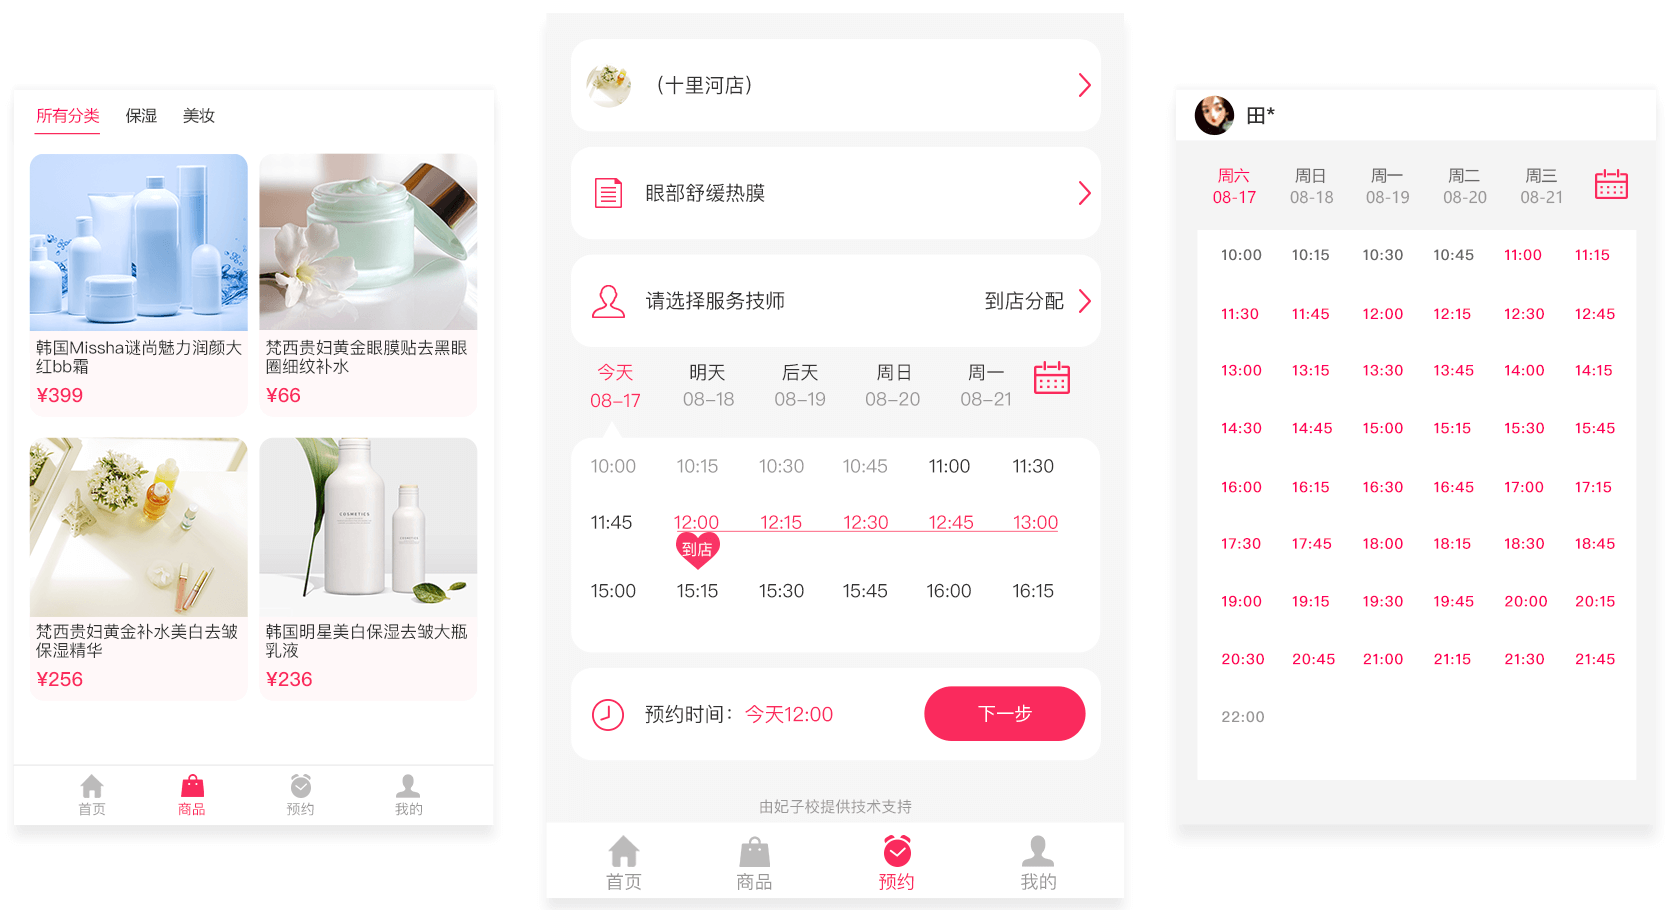 所有分类 保湿 美妆
韩国Missha谜尚魅力润颜大
红bb霜
¥399
梵西贵妇黄金眼膜贴去黑眼
圈细纹补水
¥66
梵西贵妇黄金补水美白去皱
保湿精华
¥256
COSMETICS
韩国明星美白保湿去皱大瓶
乳液
¥236
首页 商品 预约 我的
（十里河店）
眼部舒缓热膜
请选择服务技师 到店分配
今天 明天 后天 周日 周一
08–17 08–18 08–19 08–20 08–21
10:00 10:15 10:30 10:45 11:00 11:30
11:45 12:00 12:15 12:30 12:45 13:00
到店
15:00 15:15 15:30 15:45 16:00 16:15
预约时间：今天12:00 下一步
由妃子校提供技术支持
首页 商品 预约 我的
田*
周六 周日 周一 周二 周三
08-17 08-18 08-19 08-20 08-21
10:00 10:15 10:30 10:45 11:00 11:15
11:30 11:45 12:00 12:15 12:30 12:45
13:00 13:15 13:30 13:45 14:00 14:15
14:30 14:45 15:00 15:15 15:30 15:45
16:00 16:15 16:30 16:45 17:00 17:15
17:30 17:45 18:00 18:15 18:30 18:45
19:00 19:15 19:30 19:45 20:00 20:15
20:30 20:45 21:00 21:15 21:30 21:45
22:00